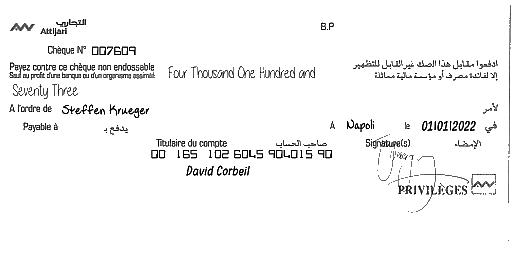 التجاري
Attijari
B.P
Chèque N° 007609
Payez contre ce chèque non endossable
Sauf au profit d'une banque ou d'un organisme assimilé
Four Thousand One Hundred and
ادفعوا مقابل هذا الصك غير القابل للتظهير
إلا لفائدة مصرف أو مؤسسة مالية مماثلة
Seventy Three
A l'ordre de Steffen Krueger
لأمر
Payable à يدفع بـ
A Napoli le 01/01/2022 في
Titulaire du compte صاحب الحساب
Signature(s) الإمضاء
00 165 102 6045 904015 90
David Corbeil
PRIVILÈGES